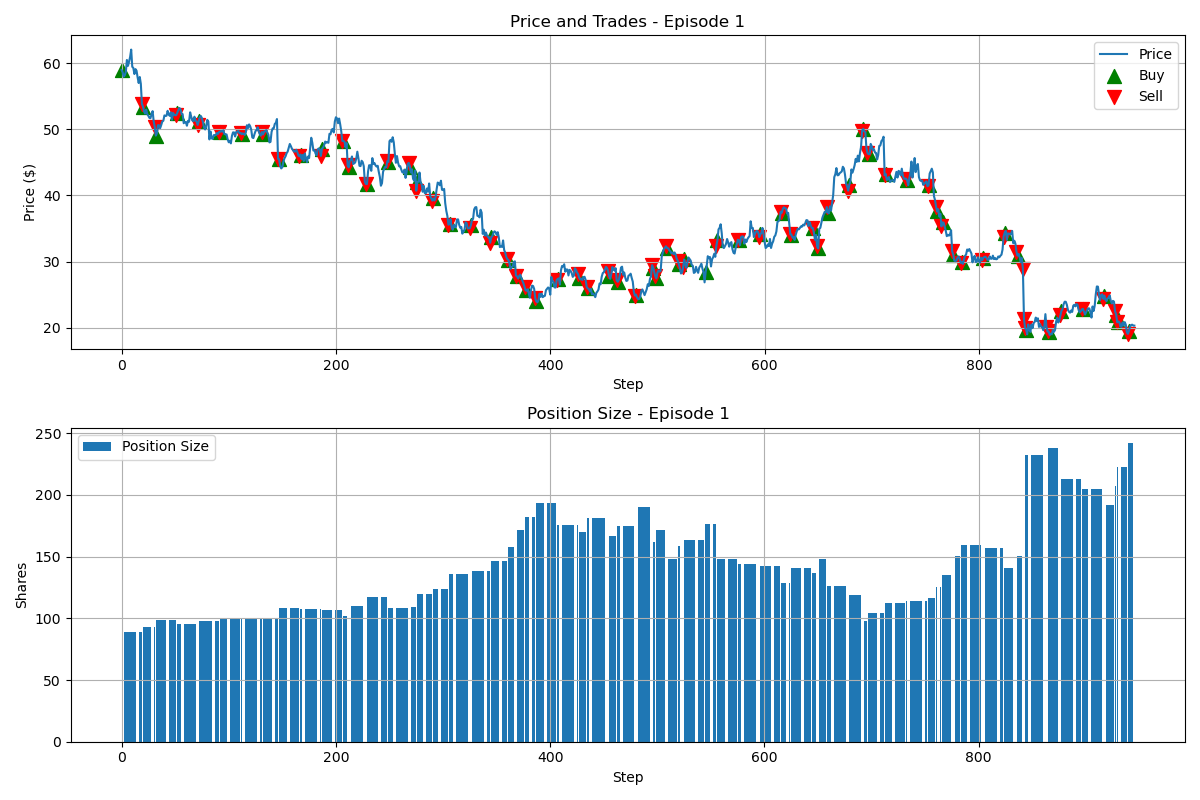 Price and Trades - Episode 1
Price ($)
60
50
40
30
20
Price
Buy
Sell
0
200
400
600
800
Step
Position Size - Episode 1
Shares
250
200
150
100
50
0
Position Size
0
200
400
600
800
Step